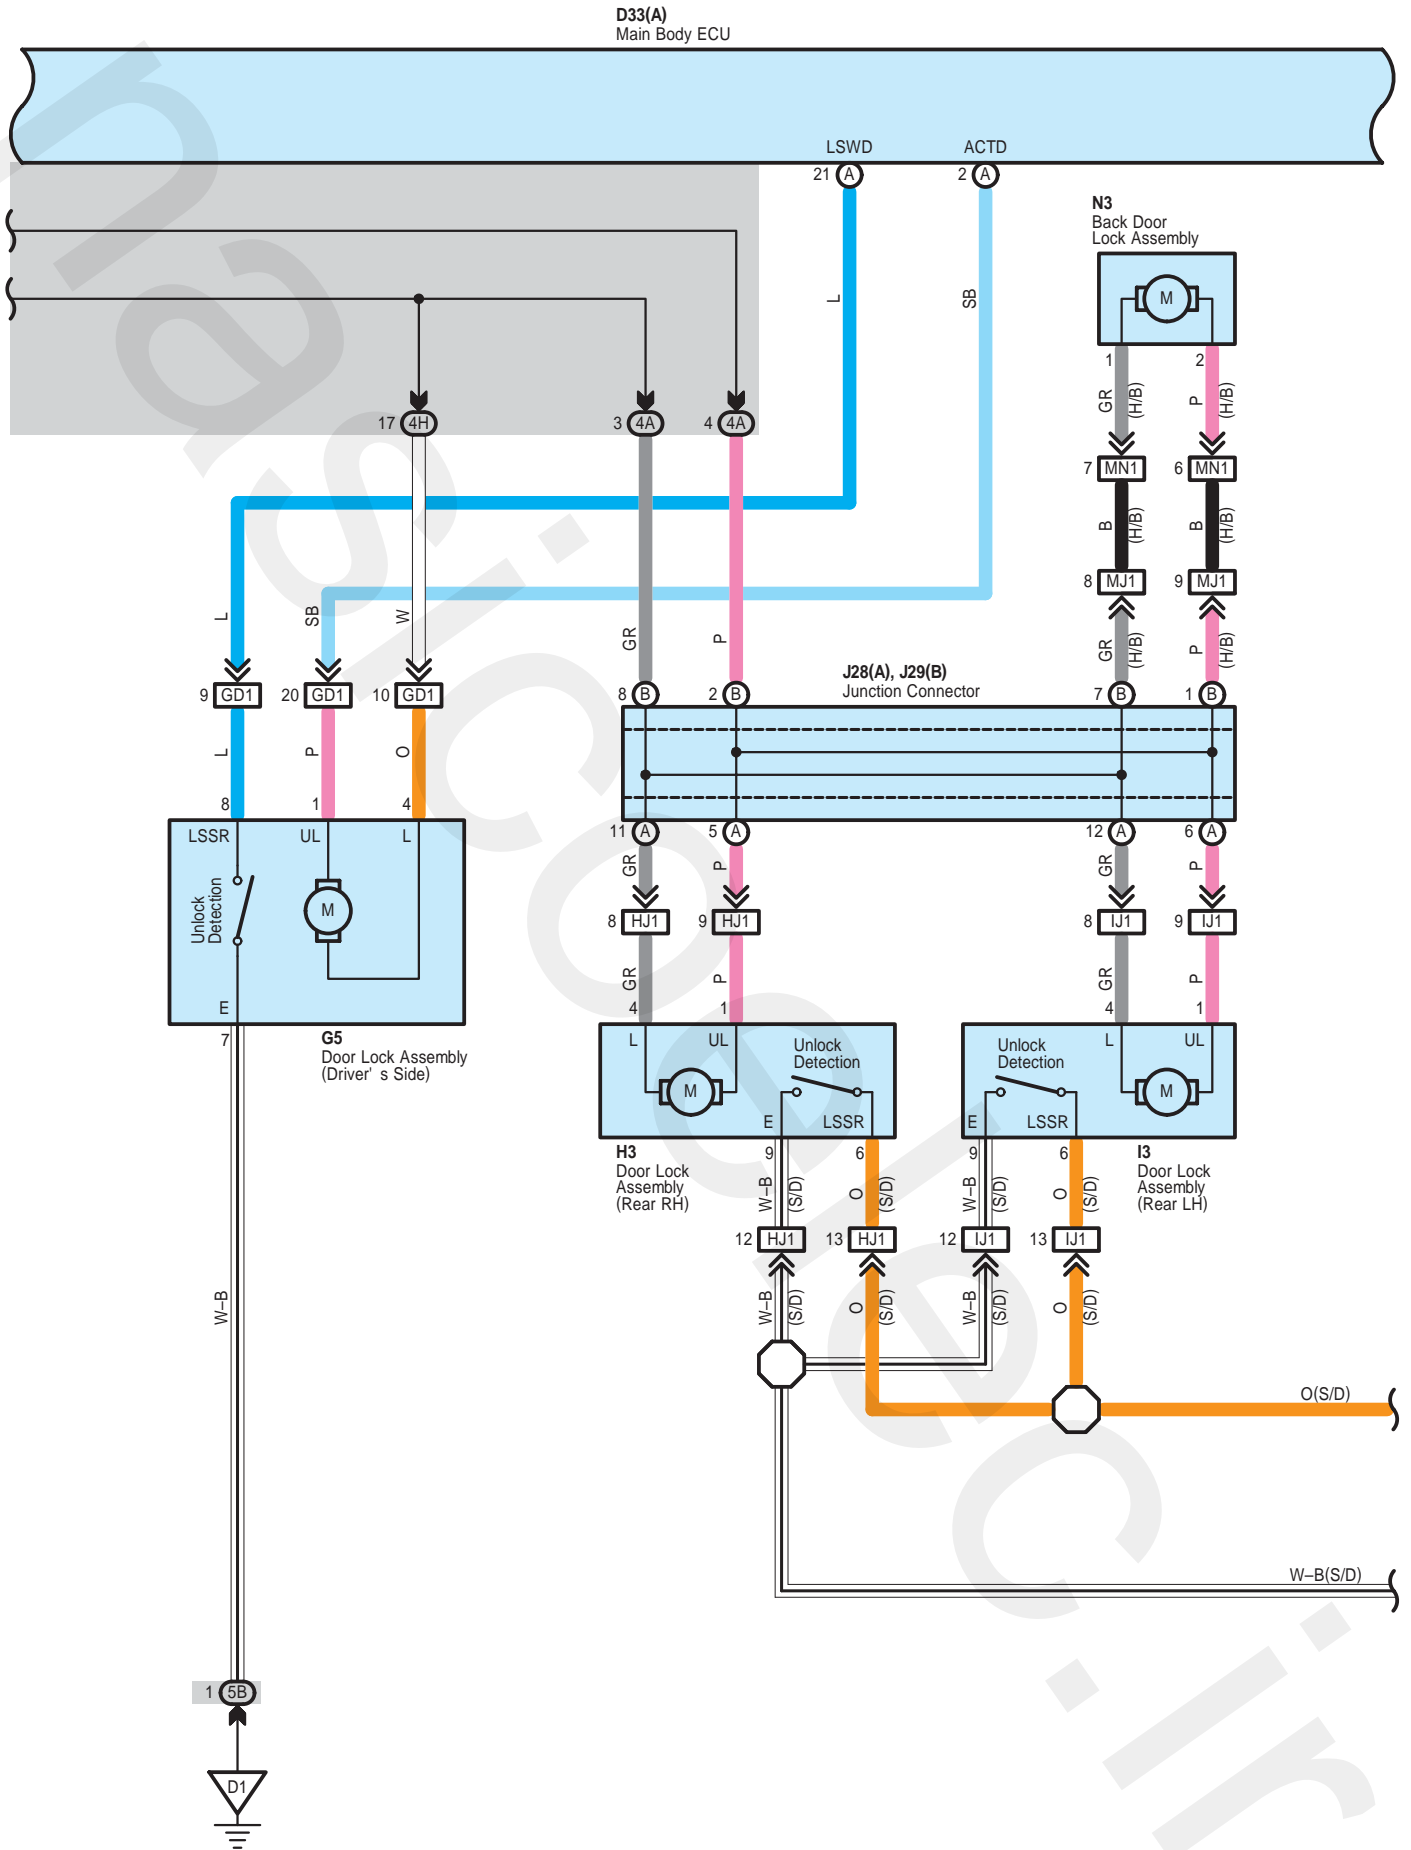 D33(A)
Main Body ECU
LSWD
ACTD
21 A
2 A
N3
Back Door
Lock Assembly
M
L
SB
1
2
GR
(H/B)
P
(H/B)
17 4H
3 4A
4 4A
7 MN1
6 MN1
B
(H/B)
B
(H/B)
8 MJ1
9 MJ1
L
SB
W
GR
P
GR
(H/B)
P
(H/B)
J28(A), J29(B)
Junction Connector
9 GD1
20 GD1
10 GD1
8 B
2 B
7 B
1 B
L
P
O
8
1
4
LSSR
UL
L
11 A
5 A
12 A
6 A
GR
P
GR
P
Unlock
Detection
M
8 HJ1
9 HJ1
8 IJ1
9 IJ1
GR
P
GR
P
E
4
1
4
1
7
G5
Door Lock Assembly
(Driver' s Side)
L
UL
Unlock
Detection
M
E
LSSR
Unlock
Detection
L
UL
M
E
LSSR
H3
Door Lock
Assembly
(Rear RH)
9
6
9
6
I3
Door Lock
Assembly
(Rear LH)
W–B
(S/D)
O
(S/D)
W–B
(S/D)
O
(S/D)
12 HJ1
13 HJ1
12 IJ1
13 IJ1
W–B
W–B
(S/D)
O
(S/D)
W–B
(S/D)
O
(S/D)
O(S/D)
W–B(S/D)
1 5B
D1
nasicoelec.ir